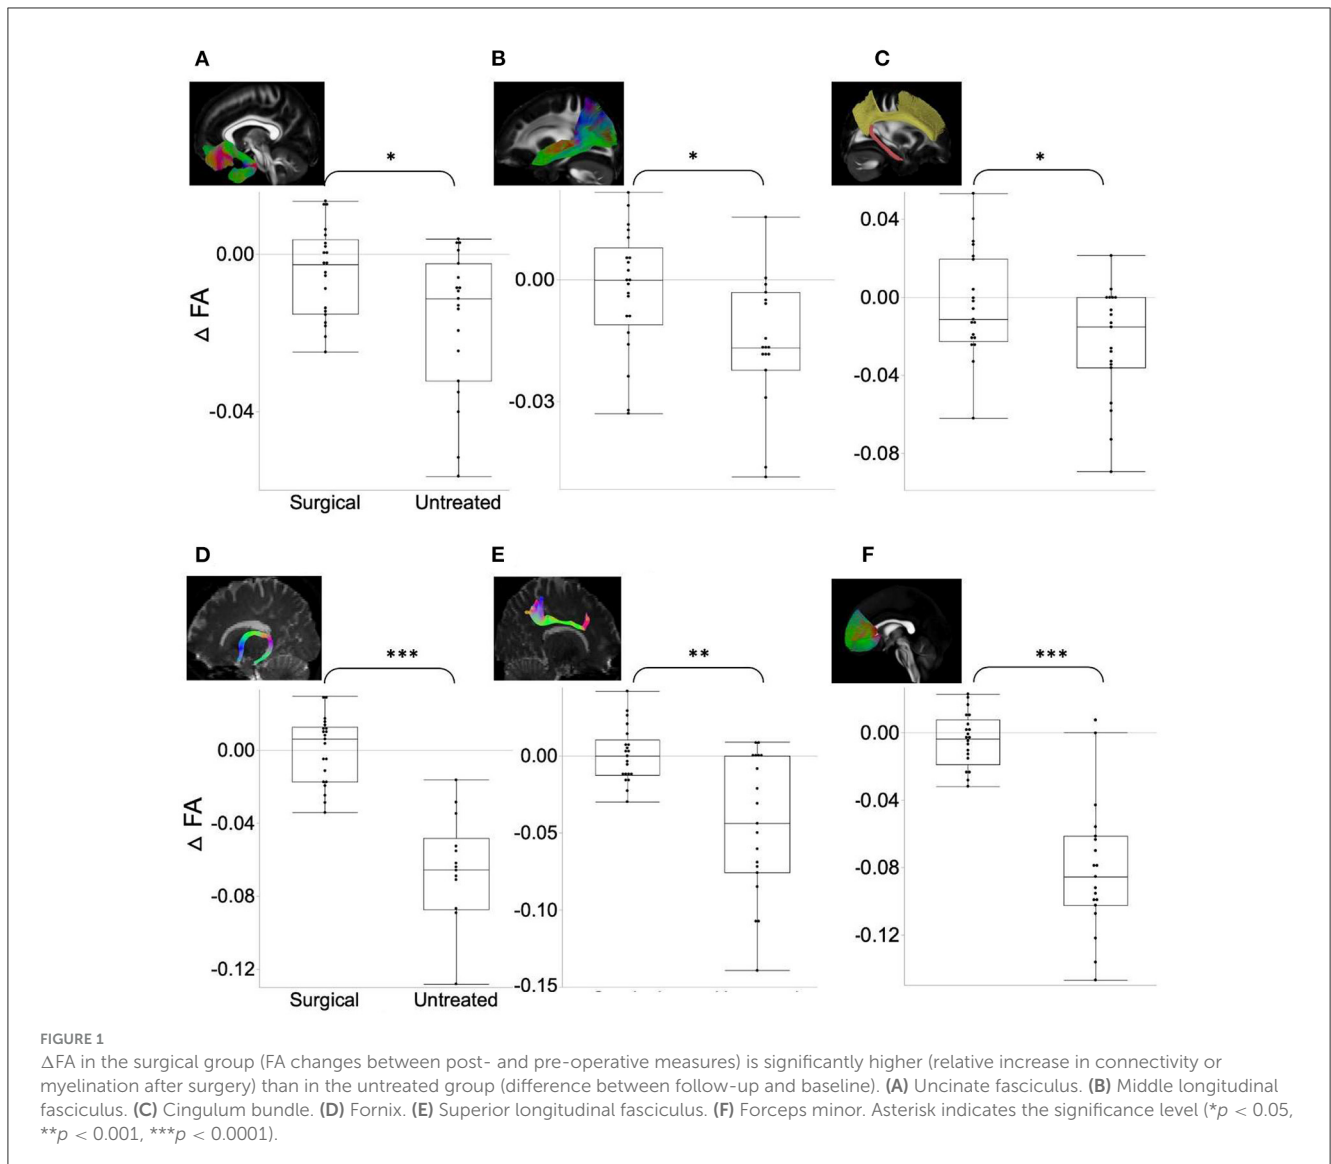 A
B
C
*
*
*
0.00
-0.04
Δ FA
Surgical
Untreated
0.00
-0.03
0.04
0.00
-0.04
-0.08
D
E
F
***
**
***
0.00
-0.04
-0.08
-0.12
Δ FA
Surgical
Untreated
0.00
-0.05
-0.10
-0.15
0.00
-0.04
-0.08
-0.12
FIGURE 1
ΔFA in the surgical group (FA changes between post- and pre-operative measures) is significantly higher (relative increase in connectivity or
myelination after surgery) than in the untreated group (difference between follow-up and baseline). (A) Uncinate fasciculus. (B) Middle longitudinal
fasciculus. (C) Cingulum bundle. (D) Fornix. (E) Superior longitudinal fasciculus. (F) Forceps minor. Asterisk indicates the significance level (*p < 0.05,
**p < 0.001, ***p < 0.0001).